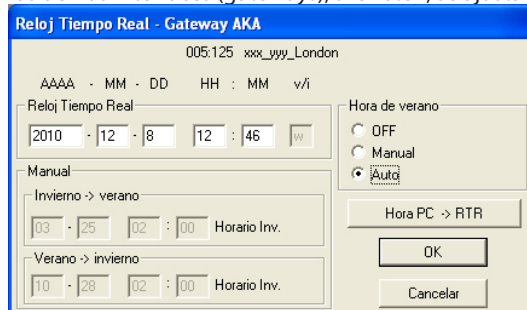 Reloj Tiempo Real - Gateway AKA
005:125 xxx_yyy_London
AAAA - MM - DD HH : MM v/i
Reloj Tiempo Real
2010 - 12 - 8 12 : 46 w
Hora de verano
OFF
Manual
Auto
Manual
Invierno -> verano
03 - 25 02 : 00 Horario Inv.
Verano -> invierno
10 - 28 02 : 00 Horario Inv.
Hora PC -> RTR
OK
Cancelar